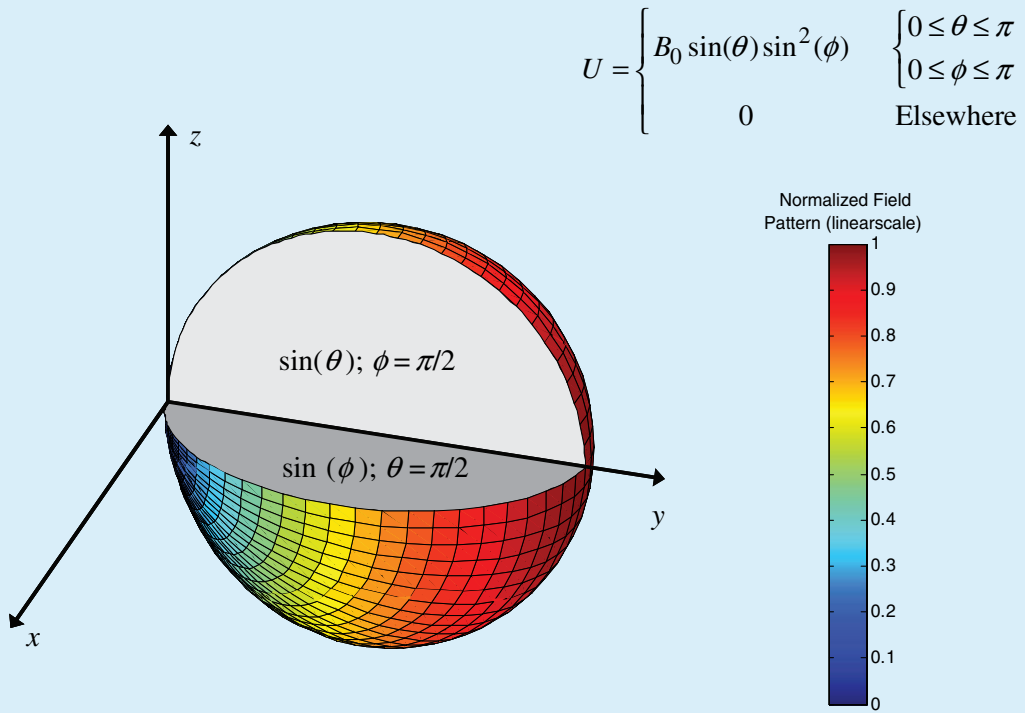 U = { B₀ sin(θ) sin²(ϕ) { 0 ≤ θ ≤ π
0 ≤ ϕ ≤ π
0 Elsewhere
z
Normalized Field
Pattern (linearscale)
1
0.9
0.8
0.7
0.6
0.5
0.4
0.3
0.2
0.1
0
sin(θ); ϕ = π/2
sin (ϕ); θ = π/2
y
x